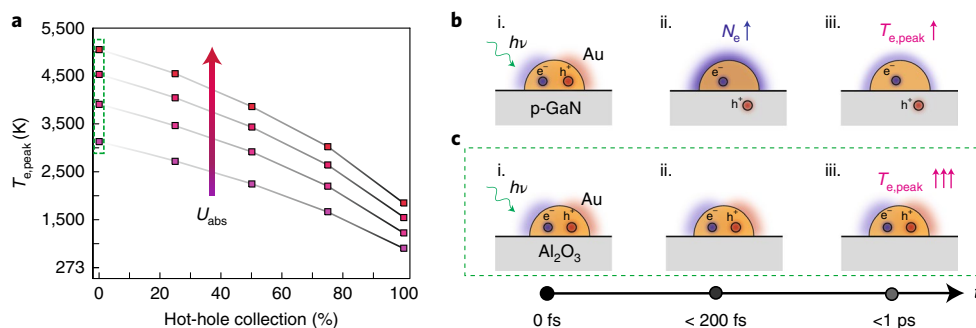 a
5,500
4,500
3,500
2,500
1,500
273
T_e,peak (K)
U_abs
0 20 40 60 80 100
Hot-hole collection (%)
b
i.
hν
e⁻ h⁺
Au
p-GaN
ii.
N_e ↑
e⁻
h⁺
iii.
T_e,peak ↑
e⁻
h⁺
c
i.
hν
e⁻ h⁺
Au
Al₂O₃
ii.
e⁻ h⁺
iii.
T_e,peak ↑↑↑
e⁻ h⁺
0 fs < 200 fs <1 ps